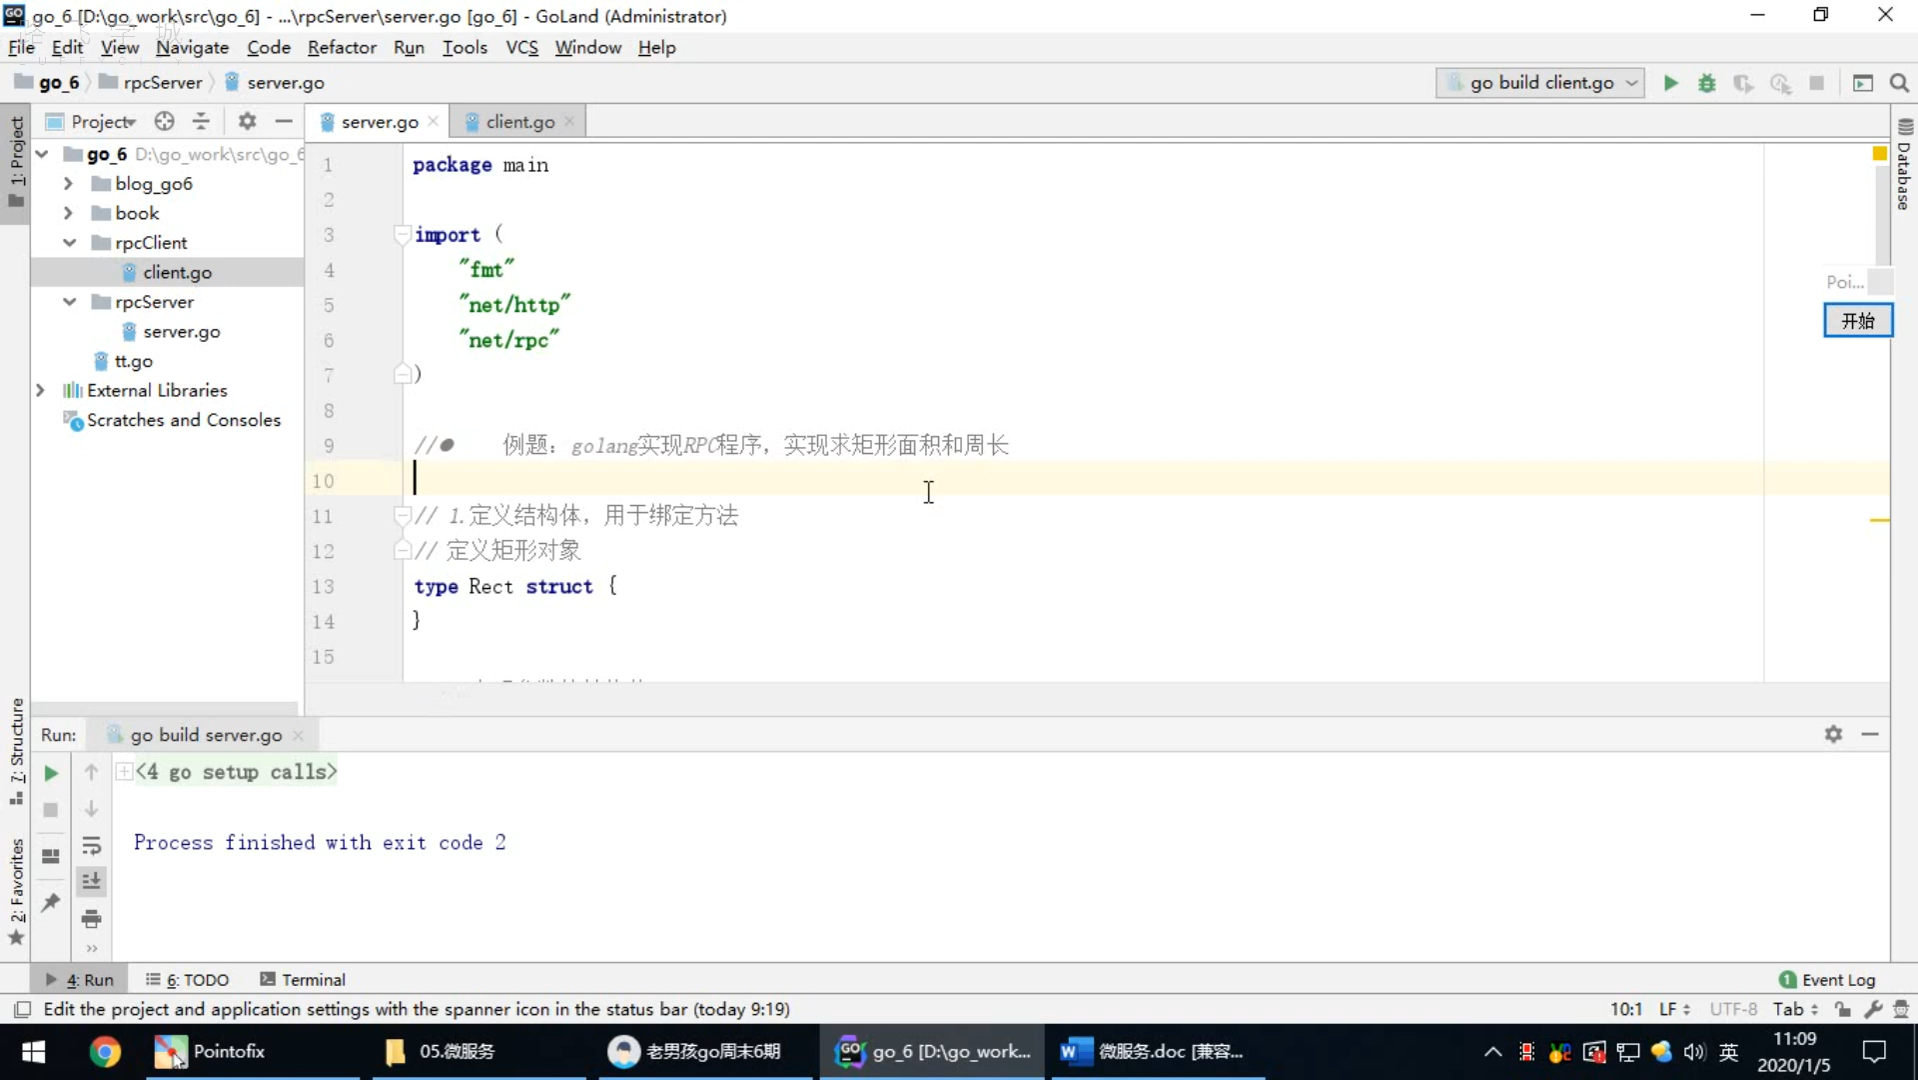 go_6 [D:\go_work\src\go_6] - ...\rpcServer\server.go [go_6] - GoLand (Administrator)
File Edit View Navigate Code Refactor Run Tools VCS Window Help
go_6 rpcServer server.go
go build client.go
1: Project
Project
server.go
client.go
Database
go_6 D:\go_work\src\go_6
blog_go6
book
rpcClient
client.go
rpcServer
server.go
tt.go
External Libraries
Scratches and Consoles
1 package main
2
3 import (
4 "fmt"
5 "net/http"
6 "net/rpc"
7 )
8
9 //● 例题：golang实现RPC程序，实现求矩形面积和周长
10
11 // 1.定义结构体，用于绑定方法
12 // 定义矩形对象
13 type Rect struct {
14 }
15
Poi...
开始
7: Structure
2: Favorites
Run: go build server.go
<4 go setup calls>
Process finished with exit code 2
4: Run 6: TODO Terminal
1 Event Log
Edit the project and application settings with the spanner icon in the status bar (today 9:19)
10:1 LF UTF-8 Tab
Pointofix
05.微服务
老男孩go周末6期
go_6 [D:\go_work...
微服务.doc [兼容...
英
11:09
2020/1/5